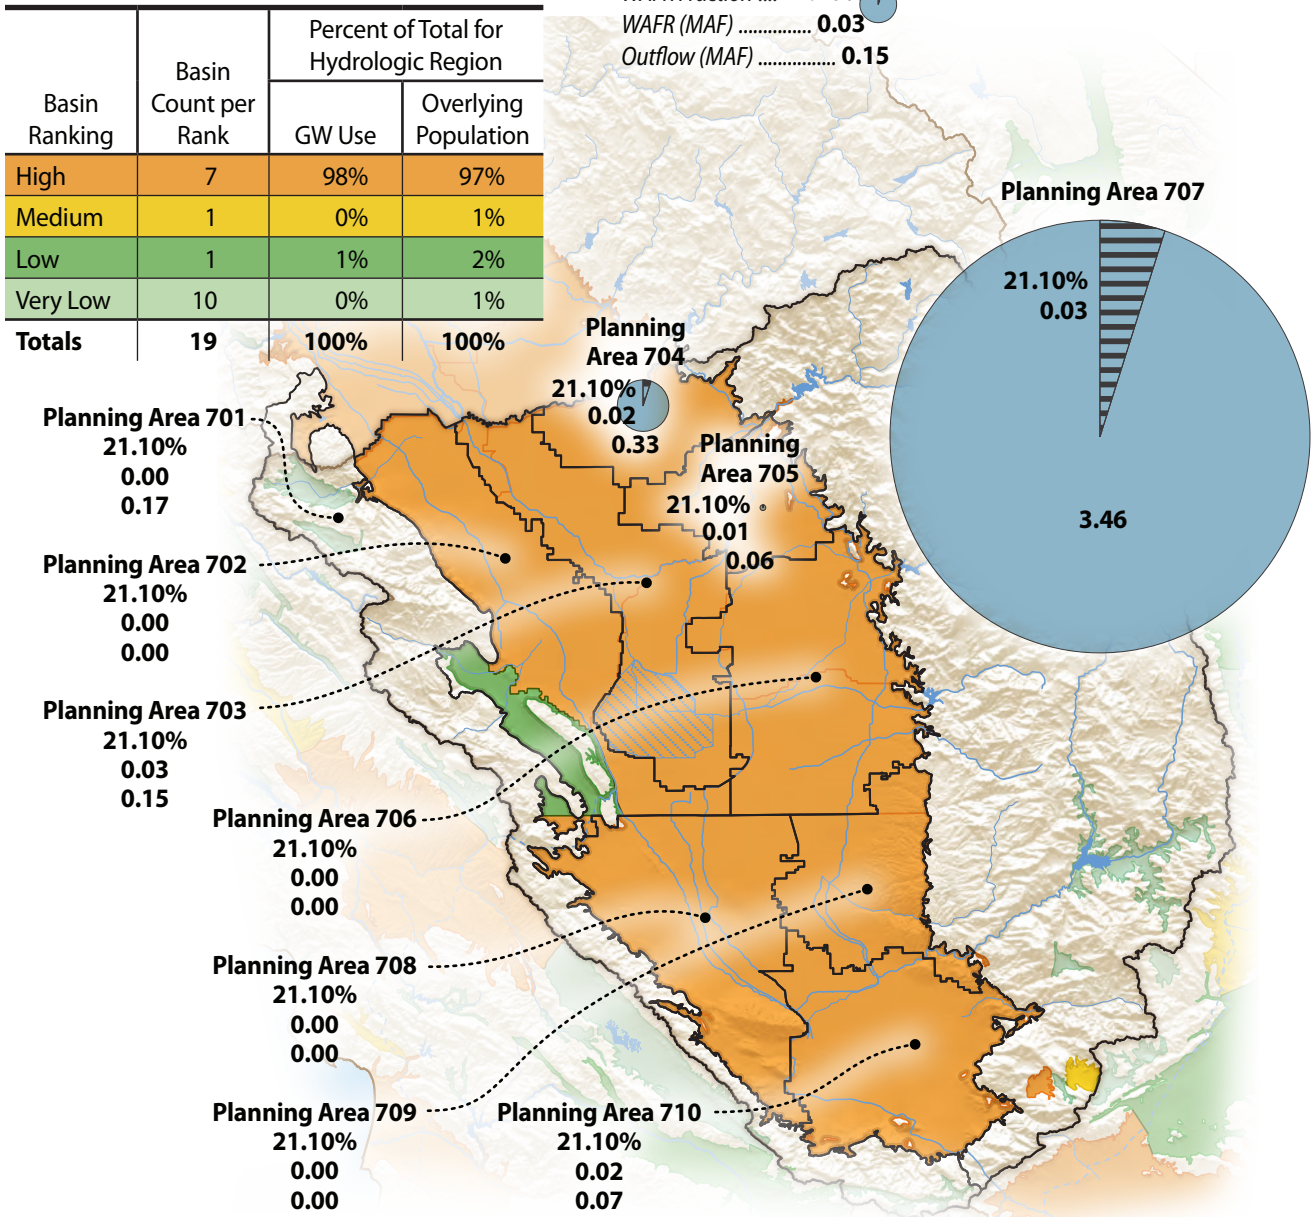 WAFR (MAF) ............... 0.03
Outflow (MAF) ................ 0.15
Basin Ranking
Basin Count per Rank
Percent of Total for Hydrologic Region
GW Use
Overlying Population
High 7 98% 97%
Medium 1 0% 1%
Low 1 1% 2%
Very Low 10 0% 1%
Totals 19 100% 100%
Planning Area 707
21.10%
0.03
3.46
Planning
Area 704
21.10%
0.02
0.33
Planning
Area 705
21.10%
0.01
0.06
Planning Area 701
21.10%
0.00
0.17
Planning Area 702
21.10%
0.00
0.00
Planning Area 703
21.10%
0.03
0.15
Planning Area 706
21.10%
0.00
0.00
Planning Area 708
21.10%
0.00
0.00
Planning Area 709
21.10%
0.00
0.00
Planning Area 710
21.10%
0.02
0.07